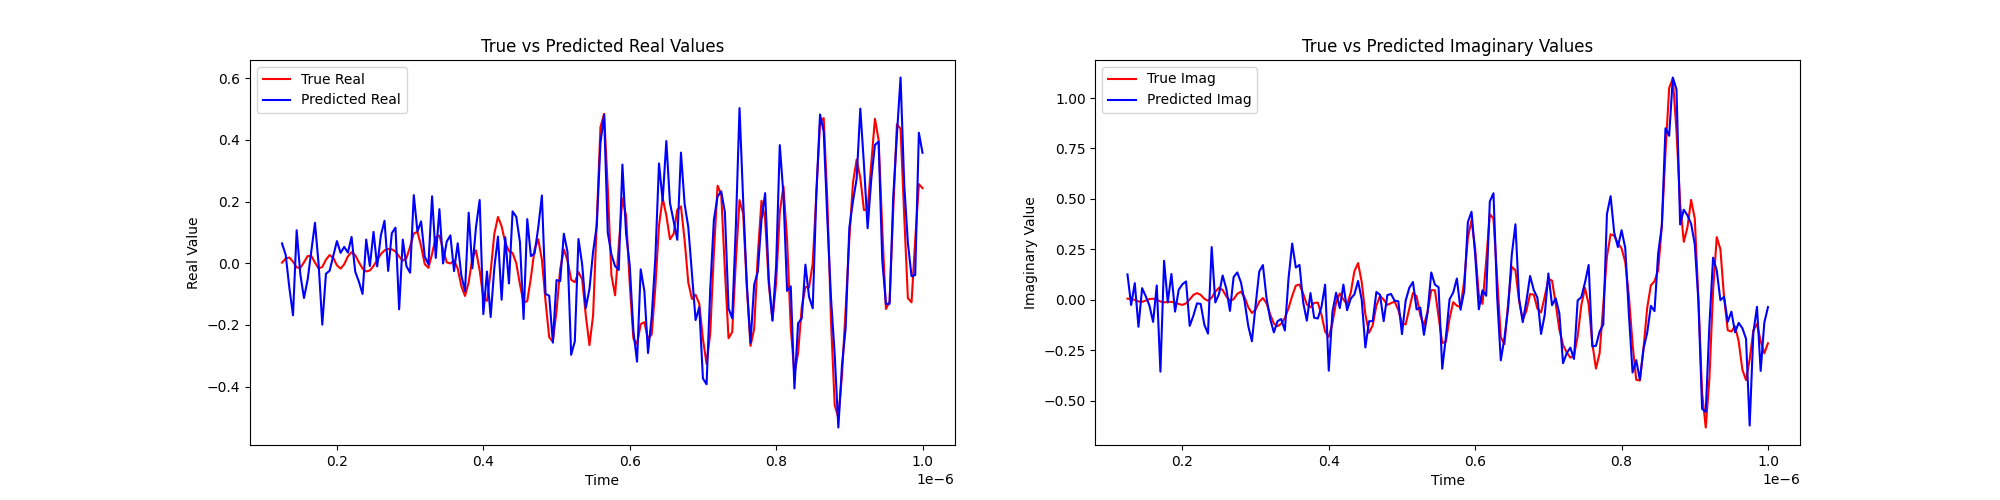 True vs Predicted Real Values
True Real
Predicted Real
Real Value
0.6
0.4
0.2
0.0
−0.2
−0.4
0.2 0.4 0.6 0.8 1.0
1e−6
Time
True vs Predicted Imaginary Values
True Imag
Predicted Imag
Imaginary Value
1.00
0.75
0.50
0.25
0.00
−0.25
−0.50
0.2 0.4 0.6 0.8 1.0
1e−6
Time